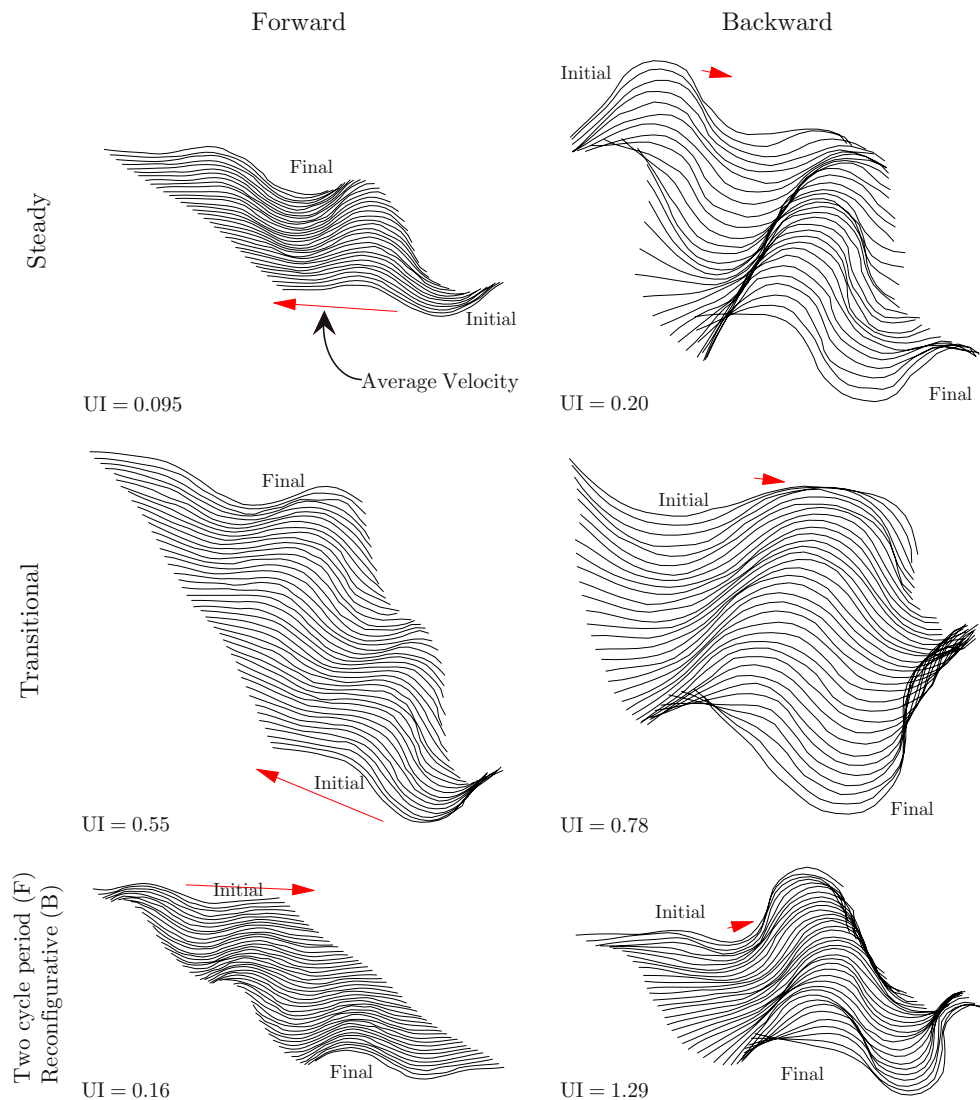 Forward
Backward
Steady
Initial
Final
Initial
Average Velocity
UI = 0.095
Final
UI = 0.20
Transitional
Final
Initial
UI = 0.55
Initial
Final
UI = 0.78
Two cycle period (F)
Reconfigurative (B)
Initial
Final
UI = 0.16
Initial
Final
UI = 1.29